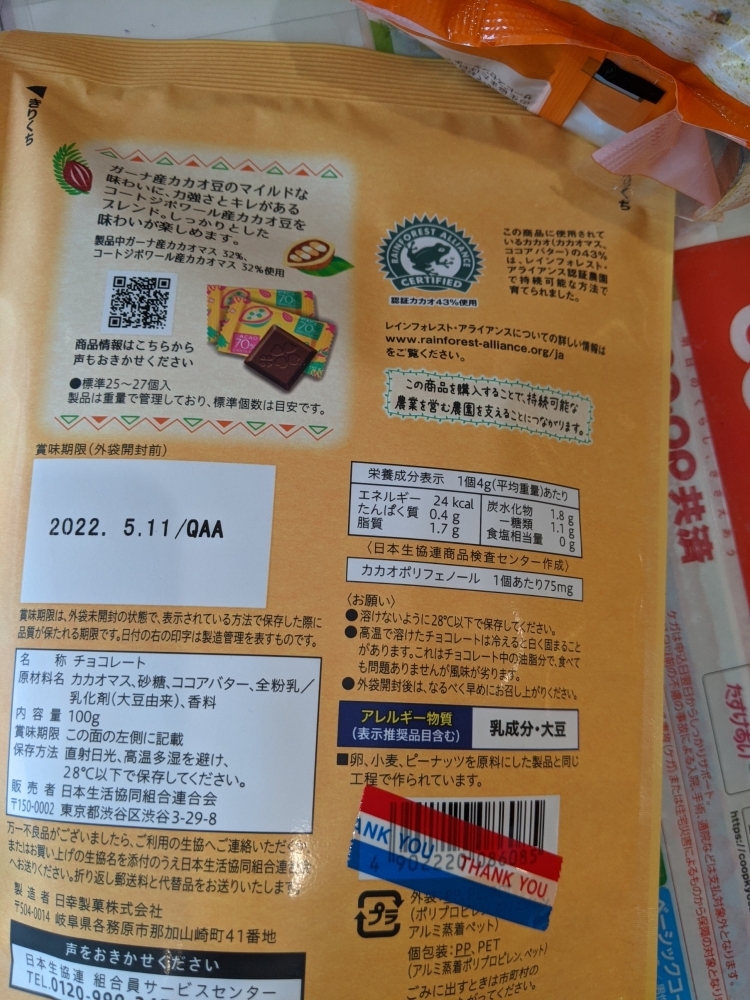 きりくち
ガーナ産カカオ豆のマイルドな
味わいに、力強さとキレがある
コートジボワール産カカオ豆を
ブレンド。しっかりとした
味わいが楽しめます。
製品中ガーナ産カカオマス 32%、
コートジボワール産カカオマス 32%使用
商品情報はこちらから
声もおきかせください
●標準25〜27個入
製品は重量で管理しており、標準個数は目安です。
RAINFOREST ALLIANCE
CERTIFIED
認証カカオ43%使用
この商品に使用されて
いるカカオ(カカオマス、
ココアバター)の43%
は、レインフォレスト・
アライアンス認証農園
で持続可能な方法で
育てられました。
レインフォレスト・アライアンスについての詳しい情報は
www.rainforest-alliance.org/ja
をご覧ください。
この商品を購入することで、持続可能な
農業を営む農園を支えることにつながります。
賞味期限(外袋開封前)
2022. 5.11/QAA
賞味期限は、外袋未開封の状態で、表示されている方法で保存した際に
品質が保たれる期限です。日付の右の印字は製造管理を表すものです。
名 称 チョコレート
原材料名 カカオマス、砂糖、ココアバター、全粉乳／
乳化剤(大豆由来)、香料
内容量 100g
賞味期限 この面の左側に記載
保存方法 直射日光、高温多湿を避け、
28℃以下で保存してください。
販売者 日本生活協同組合連合会
〒150-0002 東京都渋谷区渋谷3-29-8
万一不良品がございましたら、ご利用の生協へご連絡いただく
またはお買い上げの生協名を添付のうえ日本生活協同組合連合
へお送りください。折り返し郵送料と代替品をお送りいたします
製造者 日幸製菓株式会社
〒504-0014 岐阜県各務原市那加山崎町41番地
声をおきかせください
日本生協連 組合員サービスセンター
TEL.0120-999-
栄養成分表示 1個4g(平均重量)あたり
エネルギー 24 kcal
たんぱく質 0.4 g
脂質 1.7 g
炭水化物 1.8 g
－糖類 1.1 g
食塩相当量 0 g
〈日本生協連商品検査センター作成〉
カカオポリフェノール 1個あたり75mg
〈お願い〉
●溶けないように28℃以下で保存してください。
●高温で溶けたチョコレートは冷えると白く固まること
があります。これはチョコレート中の油脂分で、食べて
も問題ありませんが風味が劣ります。
●外袋開封後は、なるべく早めにお召し上がりください。
アレルギー物質
(表示推奨品目含む)
乳成分・大豆
■卵、小麦、ピーナッツを原料にした製品と同じ
工程で作られています。
ANK YOU
THANK YOU
4 902220
プラ
外装
(ポリプロピレ
アルミ蒸着ペット)
個包装:PP、PET
(アルミ蒸着ポリプロピレン、ペット)
ごみに出すときは市町村の
共済